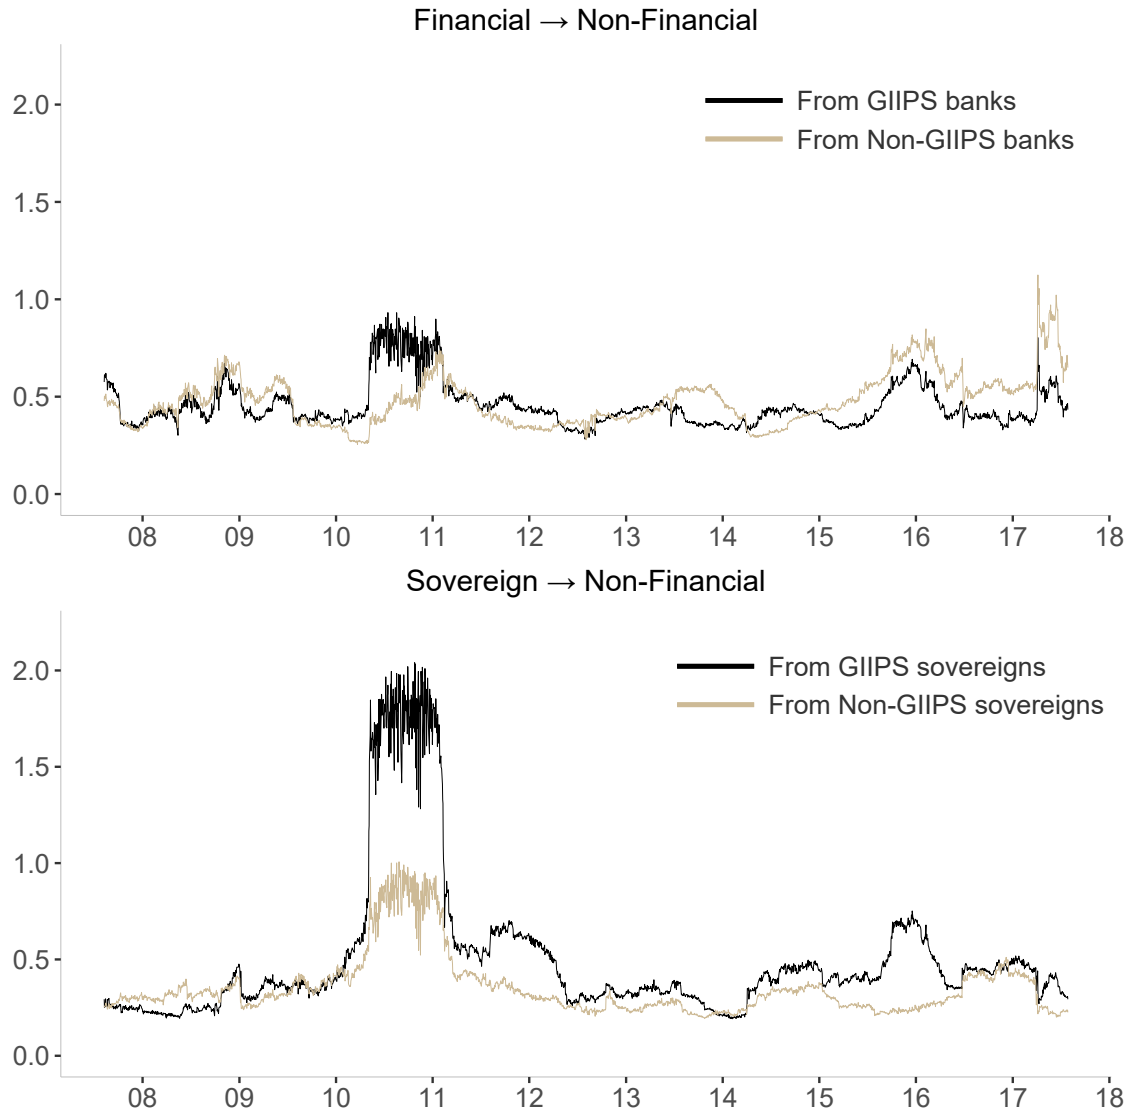 Financial → Non-Financial
From GIIPS banks
From Non-GIIPS banks
2.0
1.5
1.0
0.5
0.0
08 09 10 11 12 13 14 15 16 17 18
Sovereign → Non-Financial
From GIIPS sovereigns
From Non-GIIPS sovereigns
2.0
1.5
1.0
0.5
0.0
08 09 10 11 12 13 14 15 16 17 18